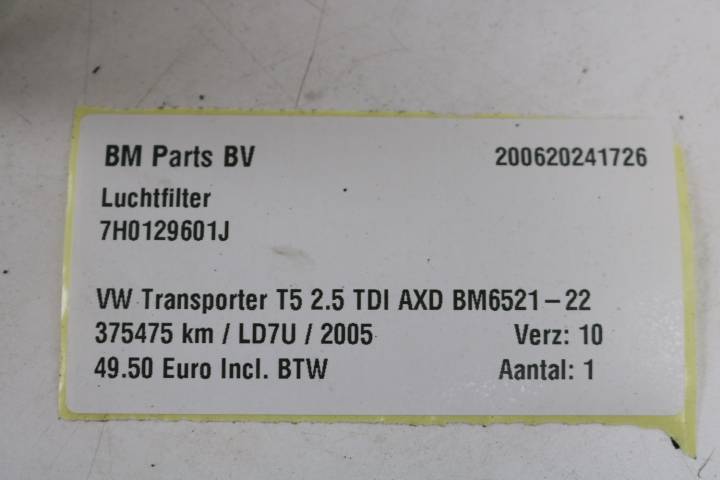 BM Parts BV 200620241726
Luchtfilter
7H0129601J
VW Transporter T5 2.5 TDI AXD BM6521-22
375475 km / LD7U / 2005 Verz: 10
49.50 Euro Incl. BTW Aantal: 1